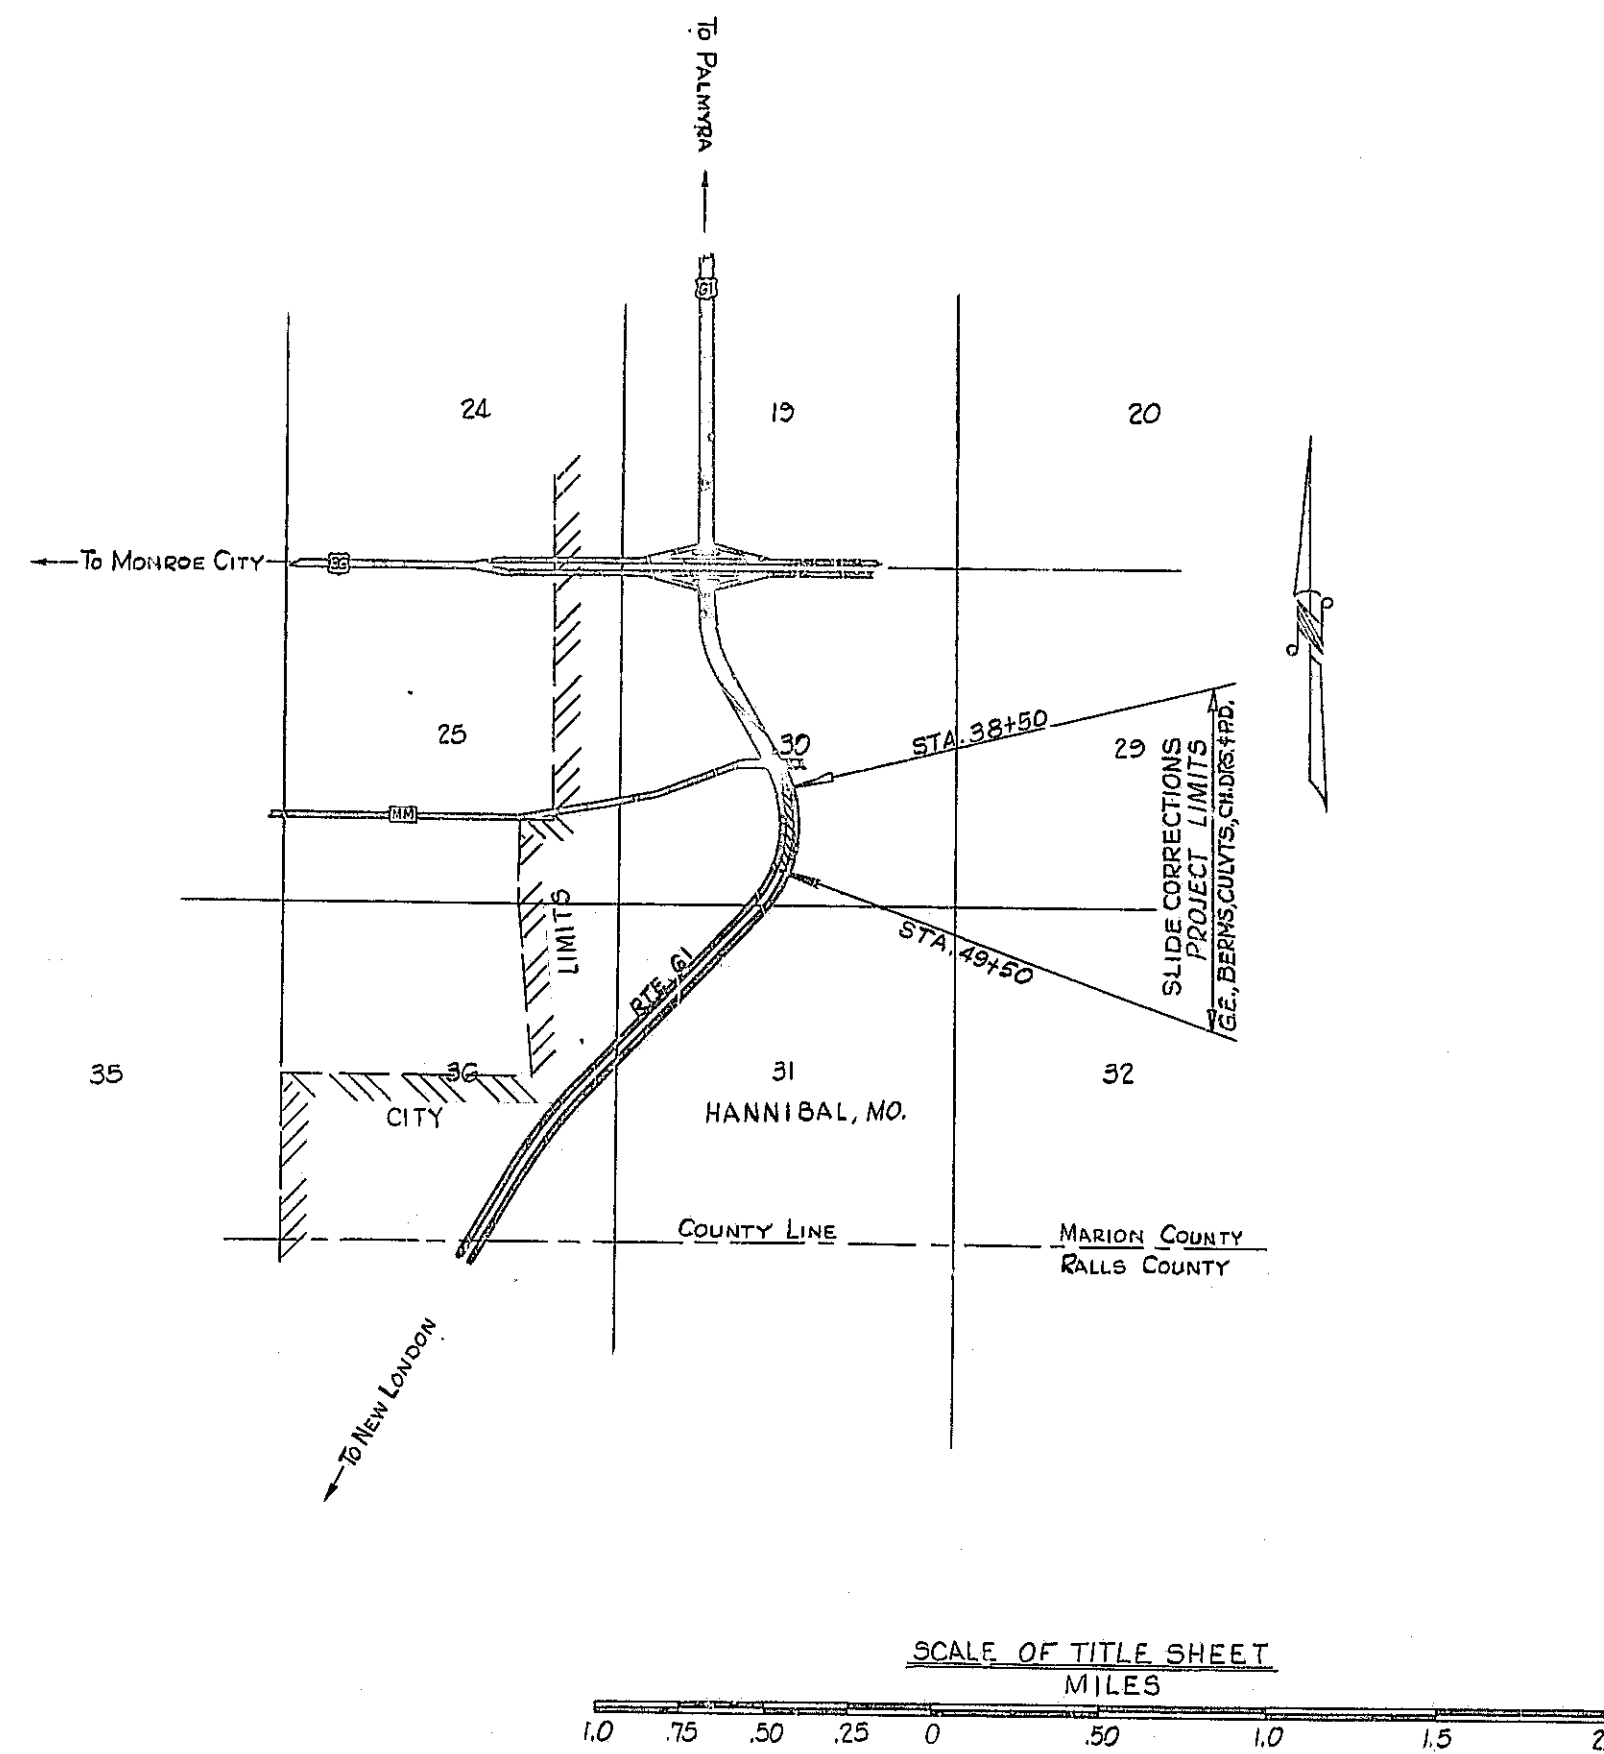 To PALMYRA
61
24
19
20
To MONROE CITY
36
25
30
29
STA. 38+50
MM
SLIDE CORRECTIONS
PROJECT LIMITS
G.E., BERMS, CULVTS., CH.DRS. & P.D.
LIMITS
STA. 49+50
RTE. 61
35
36
31
32
CITY
HANNIBAL, MO.
COUNTY LINE
MARION COUNTY
RALLS COUNTY
To NEW LONDON
SCALE OF TITLE SHEET
MILES
1.0 .75 .50 .25 0 .50 1.0 1.5